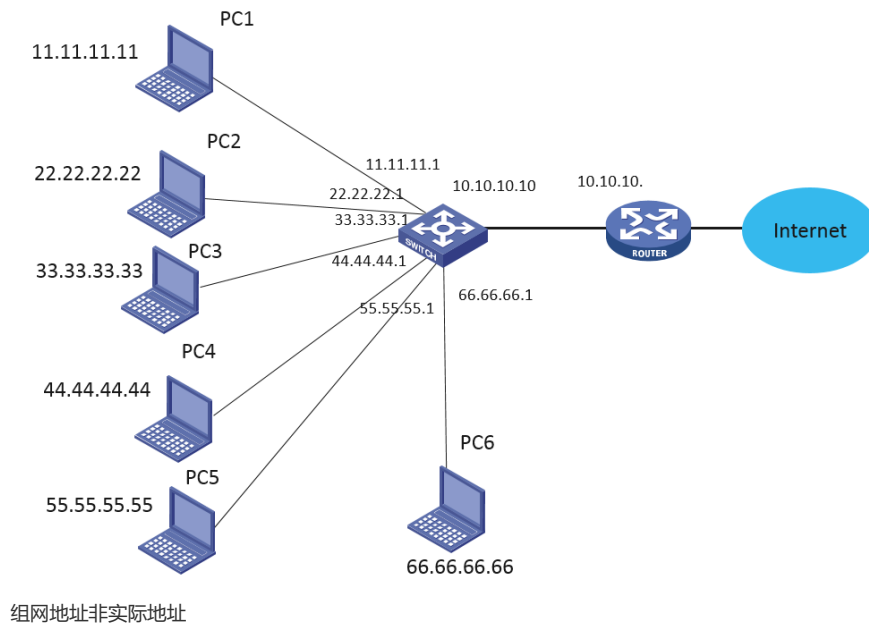 PC1
11.11.11.11
PC2
22.22.22.22
11.11.11.1
22.22.22.1
10.10.10.10
10.10.10.
33.33.33.1
PC3
33.33.33.33
44.44.44.1
SWITCH
ROUTER
Internet
55.55.55.1
66.66.66.1
PC4
44.44.44.44
PC5
55.55.55.55
PC6
66.66.66.66
组网地址非实际地址